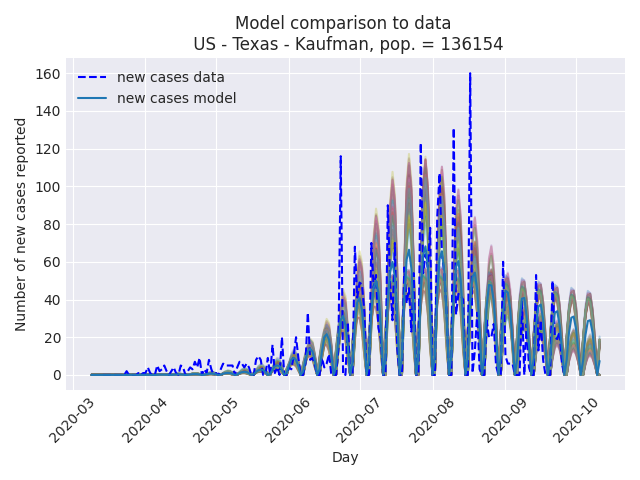 Model comparison to data
US - Texas - Kaufman, pop. = 136154
new cases data
new cases model
Number of new cases reported
160
140
120
100
80
60
40
20
0
2020-03
2020-04
2020-05
2020-06
2020-07
2020-08
2020-09
2020-10
Day